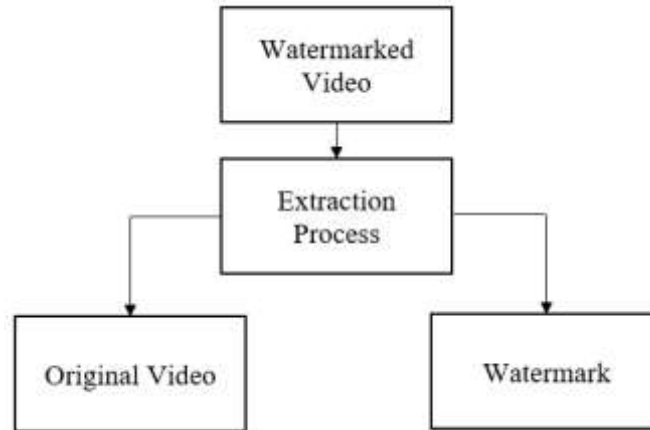 Watermarked
Video
Extraction
Process
Original Video
Watermark